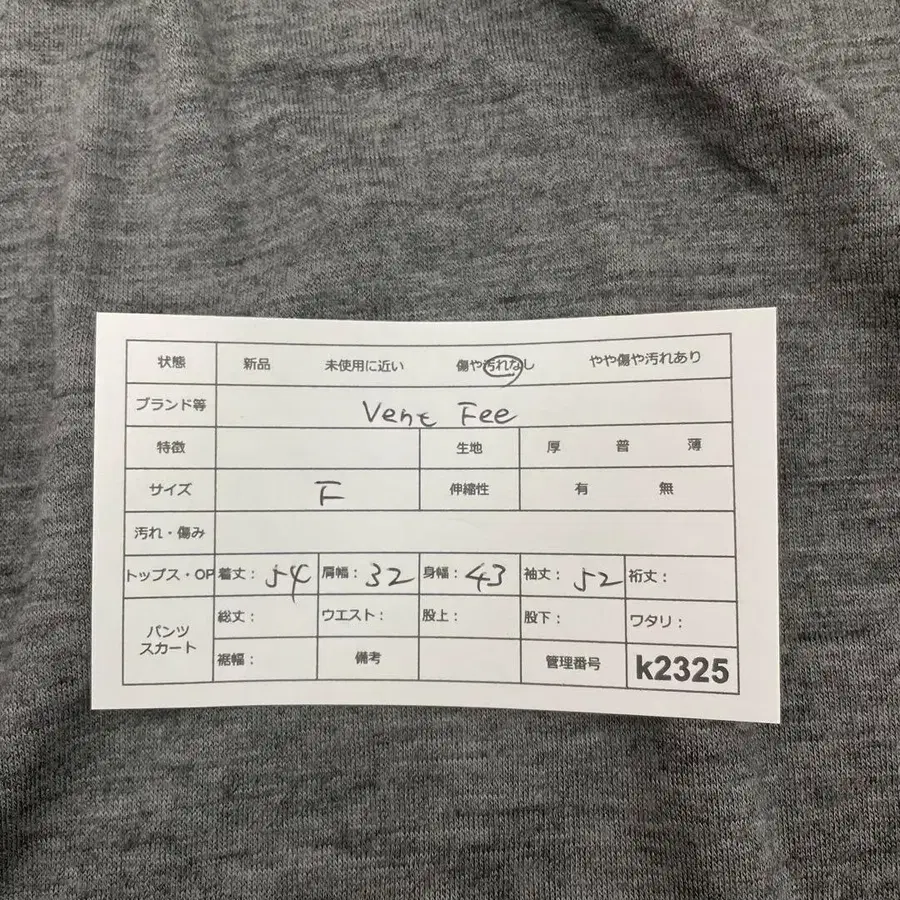 状態 新品 未使用に近い 傷や汚れなし やや傷や汚れあり
ブランド等 Vent Fee
特徴 生地 厚 普 薄
サイズ F 伸縮性 有 無
汚れ・傷み
トップス・OP 着丈: 54 肩幅: 32 身幅: 43 袖丈: 52 裄丈:
パンツ スカート 総丈: ウエスト: 股上: 股下: ワタリ:
裾幅: 備考 管理番号 k2325